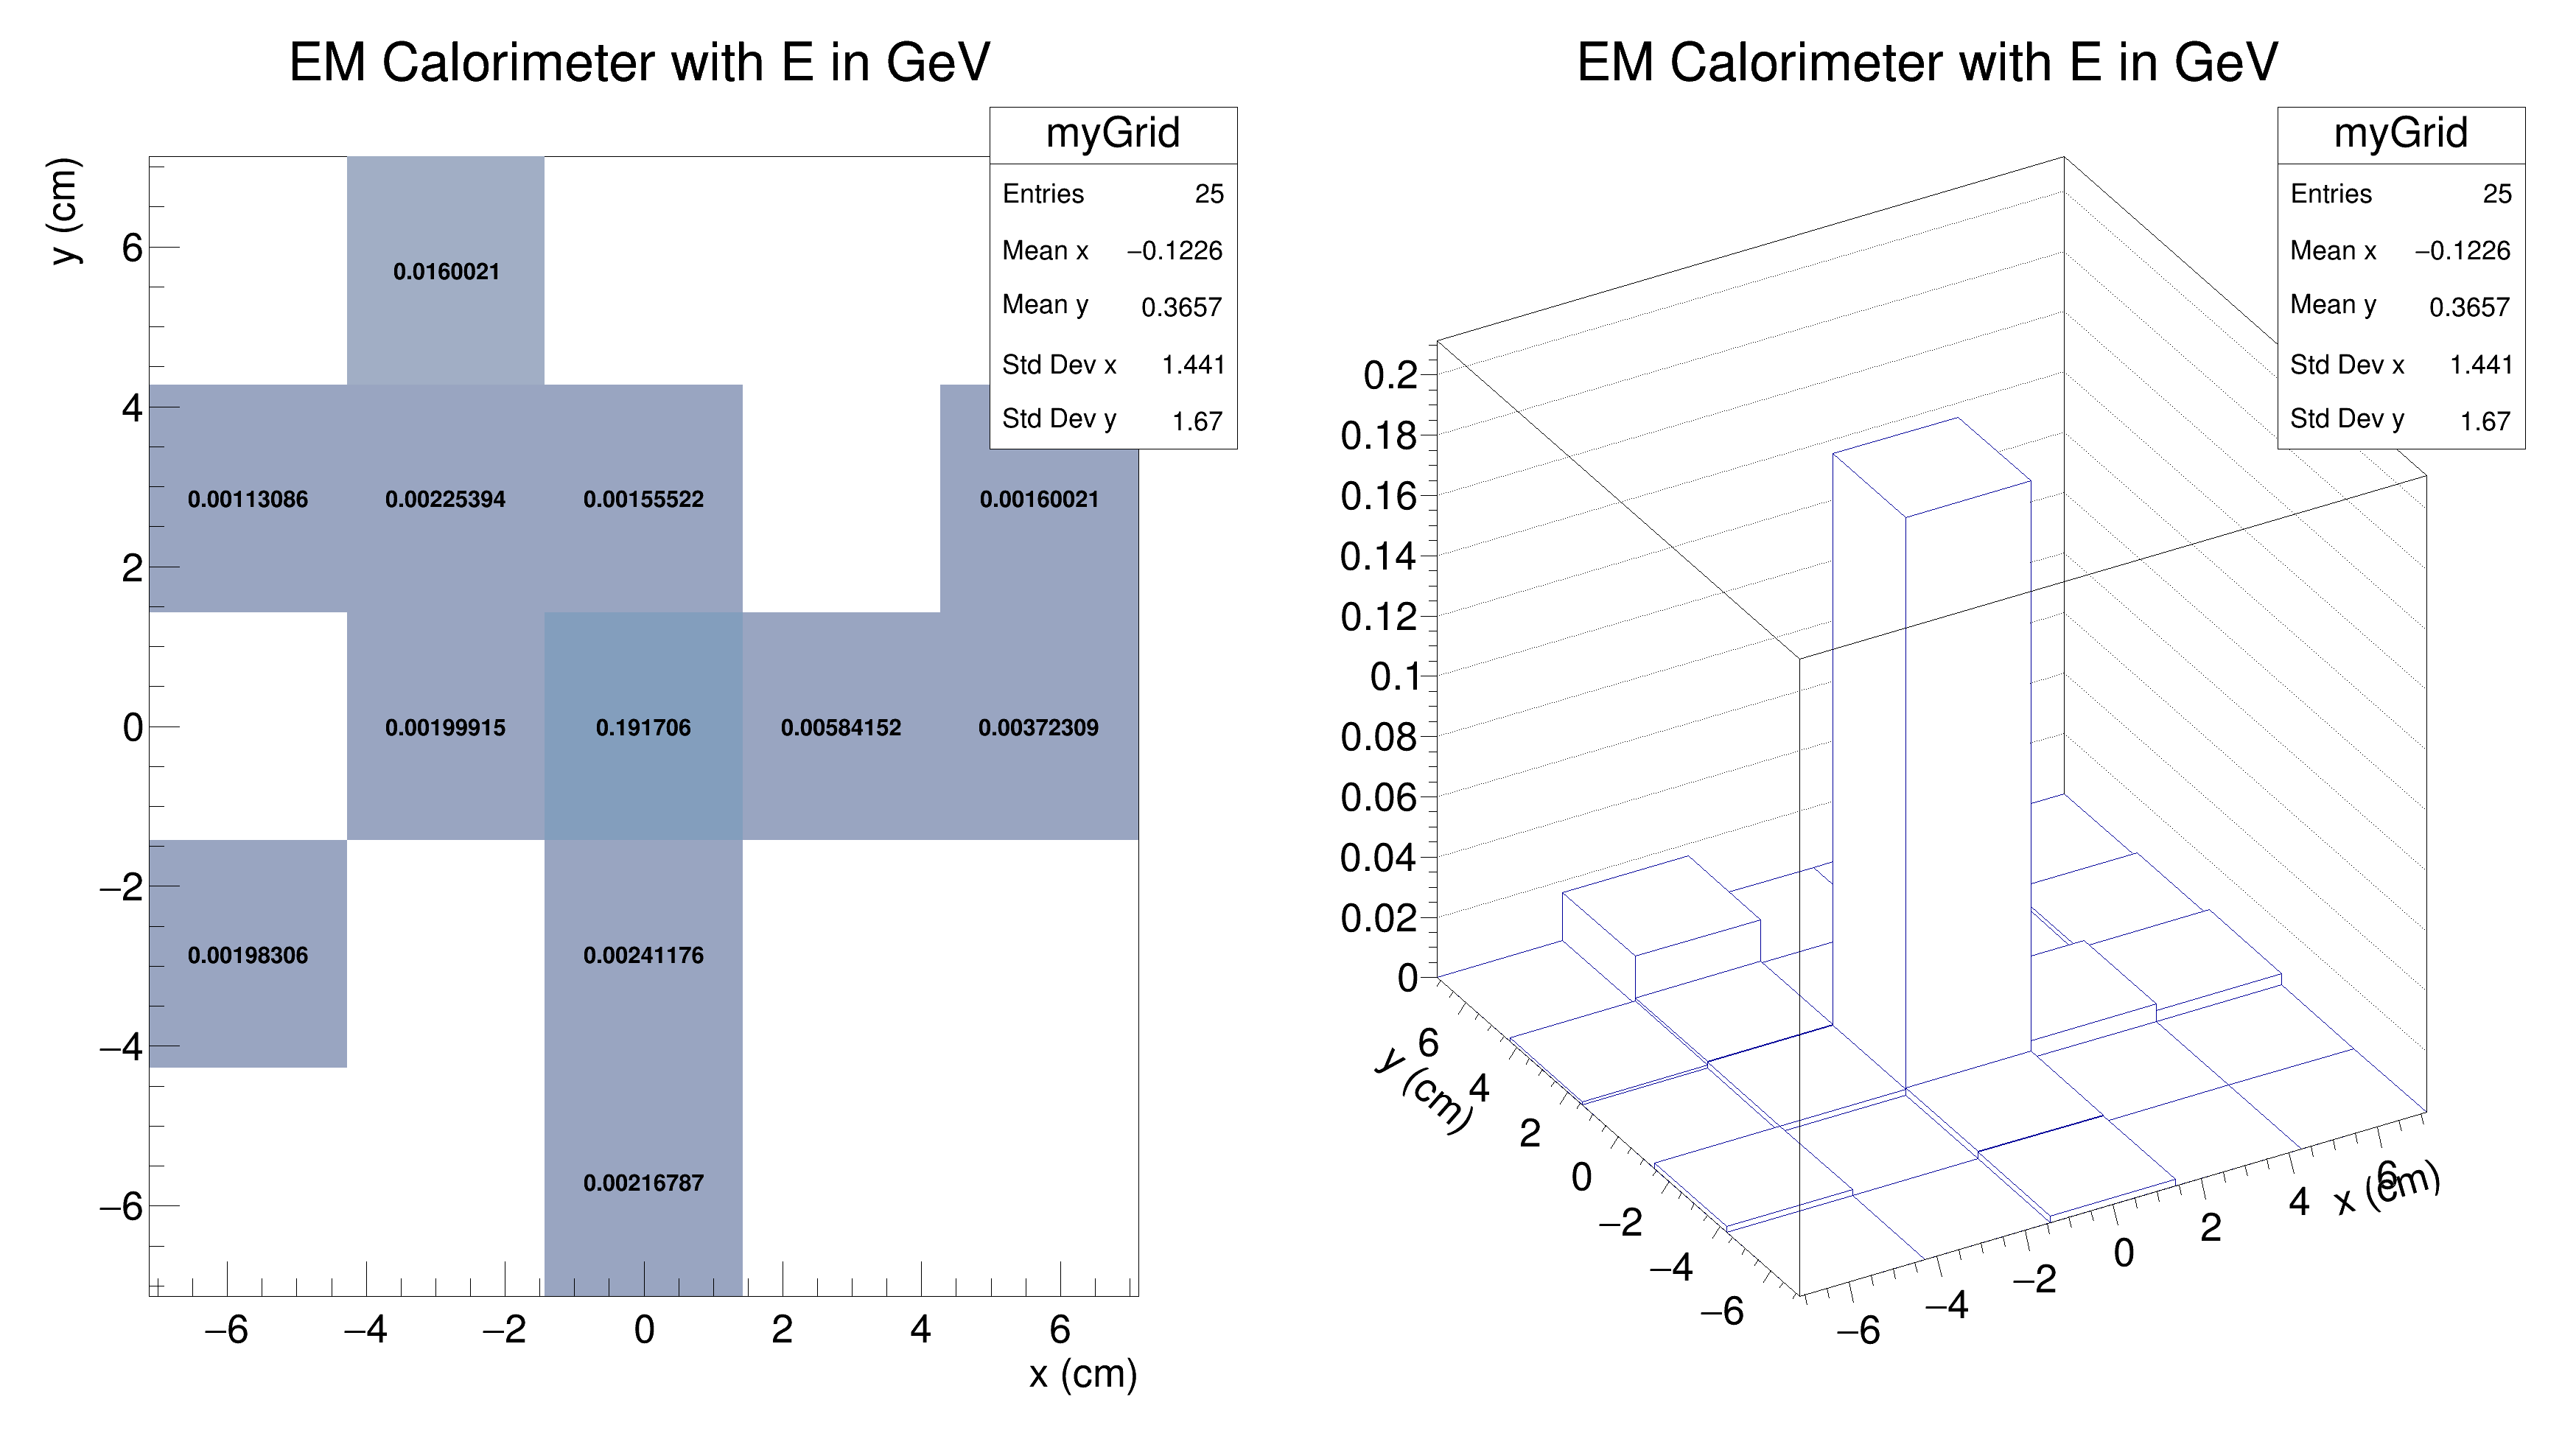 EM Calorimeter with E in GeV
myGrid
Entries 25
Mean x −0.1226
Mean y 0.3657
Std Dev x 1.441
Std Dev y 1.67
y (cm)
6
4
2
0
−2
−4
−6
0.0160021
0.00113086 0.00225394 0.00155522 0.00160021
0.00199915 0.191706 0.00584152 0.00372309
0.00198306 0.00241176
0.00216787
−6 −4 −2 0 2 4 6
x (cm)
EM Calorimeter with E in GeV
myGrid
Entries 25
Mean x −0.1226
Mean y 0.3657
Std Dev x 1.441
Std Dev y 1.67
0.2
0.18
0.16
0.14
0.12
0.1
0.08
0.06
0.04
0.02
0
y (cm)
6
4
2
0
−2
−4
−6
−6 −4 −2 0 2 4 6
x (cm)